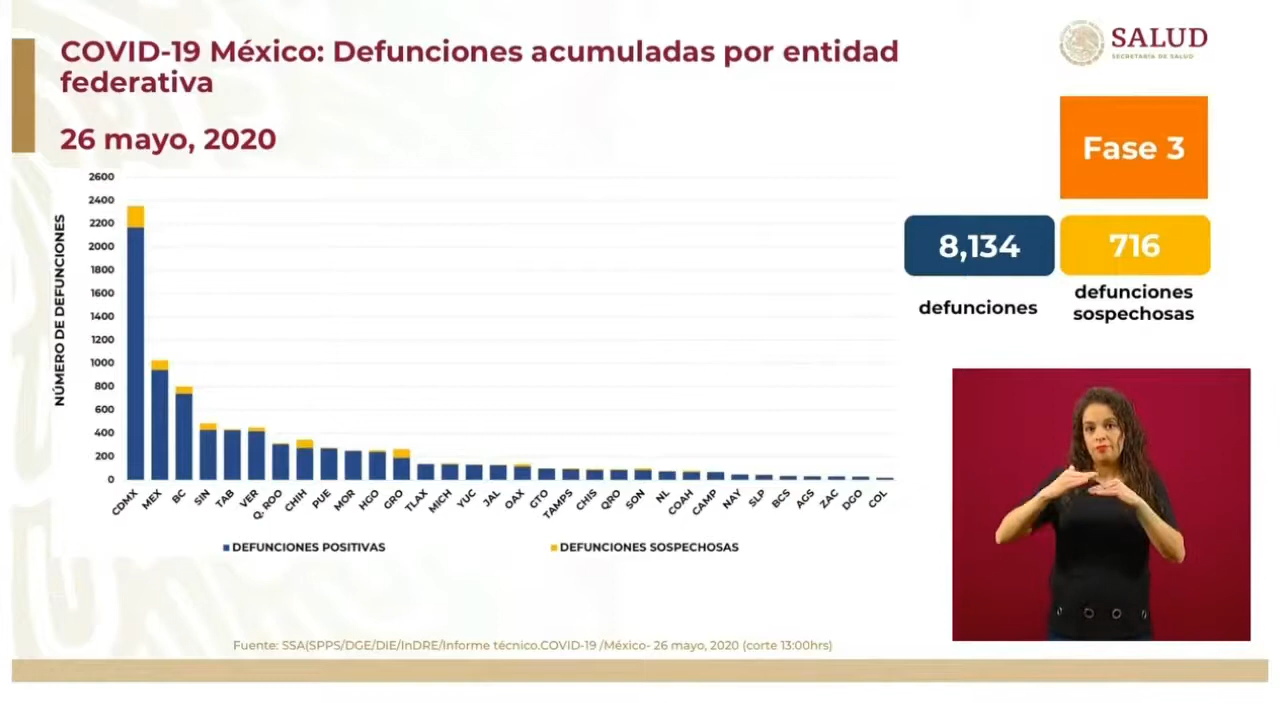 COVID-19 México: Defunciones acumuladas por entidad
federativa
26 mayo, 2020
SALUD
SECRETARÍA DE SALUD
Fase 3
8,134
716
defunciones
defunciones
sospechosas
NÚMERO DE DEFUNCIONES
2600
2400
2200
2000
1800
1600
1400
1200
1000
800
600
400
200
0
CDMX
MEX
BC
SIN
TAB
VER
Q. ROO
CHIH
PUE
MOR
HGO
GRO
TLAX
MICH
YUC
JAL
OAX
GTO
TAMPS
CHIS
QRO
SON
NL
COAH
CAMP
NAY
SLP
BCS
AGS
ZAC
DGO
COL
DEFUNCIONES POSITIVAS
DEFUNCIONES SOSPECHOSAS
Fuente: SSA(SPPS/DGE/DIE/InDRE/Informe técnico.COVID-19 /México- 26 mayo, 2020 (corte 13:00hrs)